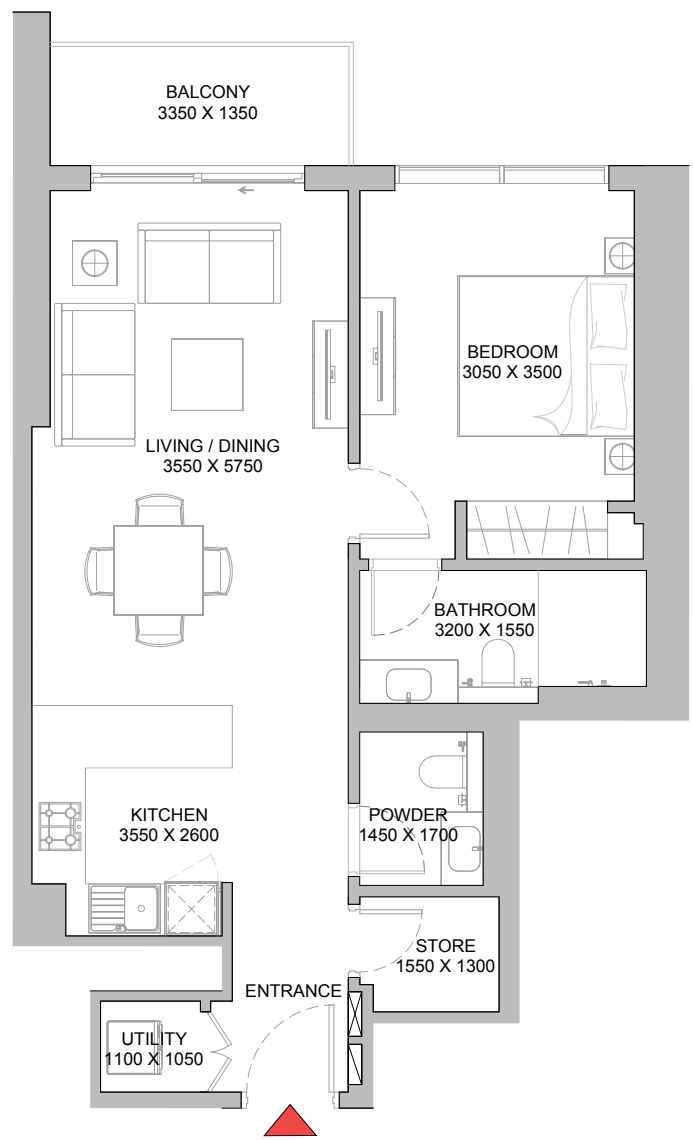 BALCONY
3350 X 1350
BEDROOM
3050 X 3500
LIVING / DINING
3550 X 5750
BATHROOM
3200 X 1550
KITCHEN
3550 X 2600
POWDER
1450 X 1700
STORE
1550 X 1300
ENTRANCE
UTILITY
1100 X 1050